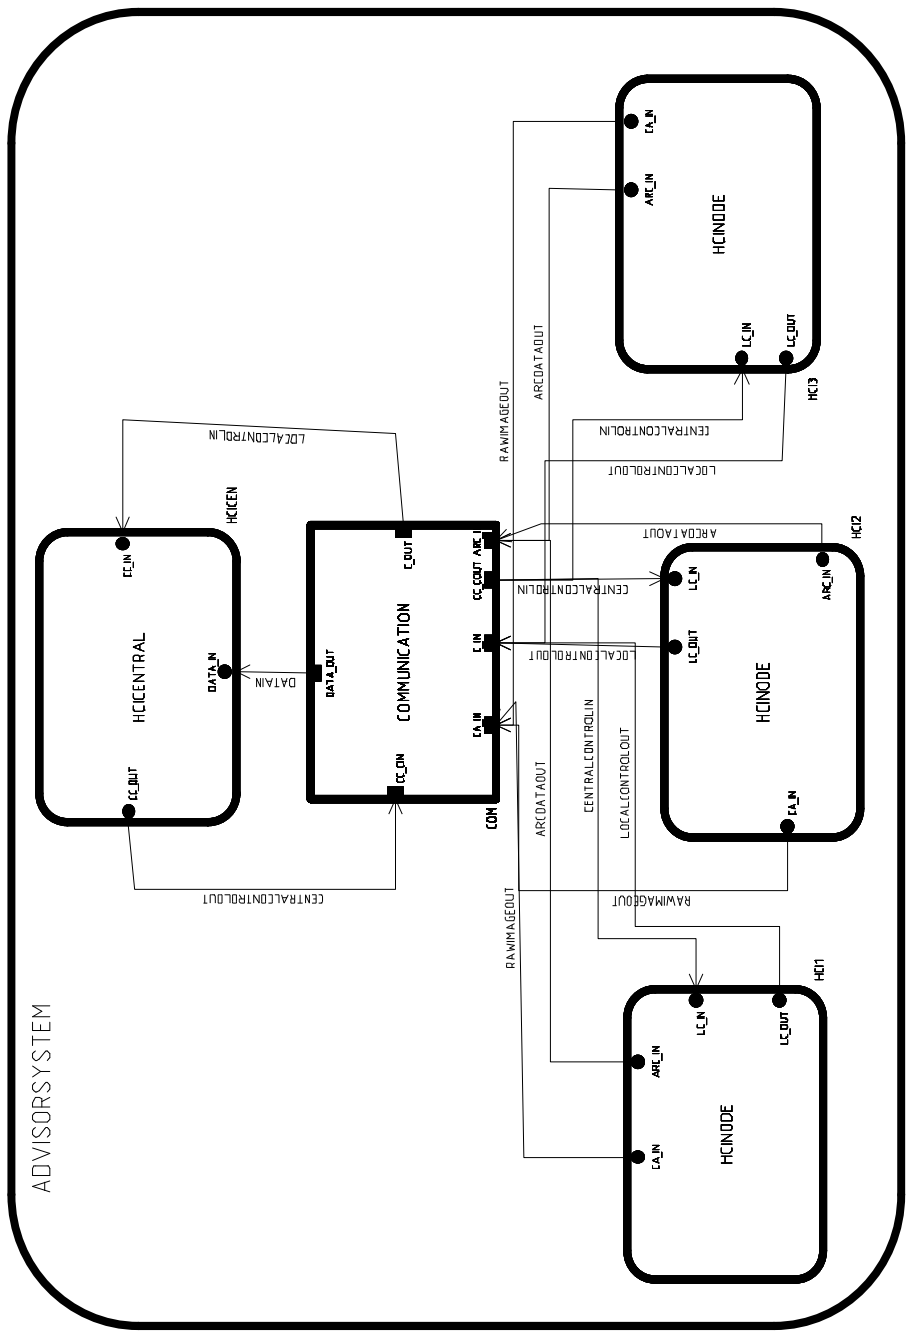 ADVISORSYSTEM
CC_OUT
CC_IN
HCICENTRAL
DATA_IN
HCICEN
CENTRALCONTROLOUT
LOCALCONTROLIN
DATAIN
DATA_OUT
CC_CIN
C_OUT
COMMUNICATION
CA_IN
C_IN
CC_COUT
ARC_I
COM
RAWIMAGEOUT
RAWIMAGEOUT
ARCDATAOUT
ARCDATAOUT
CENTRALCONTROLIN
LOCALCONTROLOUT
CENTRALCONTROLIN
LOCALCONTROLOUT
RAWIMAGEOUT
ARCDATAOUT
CENTRALCONTROLIN
LOCALCONTROLOUT
CA_IN
ARC_IN
LC_IN
HCINODE
LC_OUT
HCI1
LC_OUT
LC_IN
HCINODE
CA_IN
ARC_IN
HCI2
ARC_IN
CA_IN
HCINODE
LC_IN
LC_OUT
HCI3